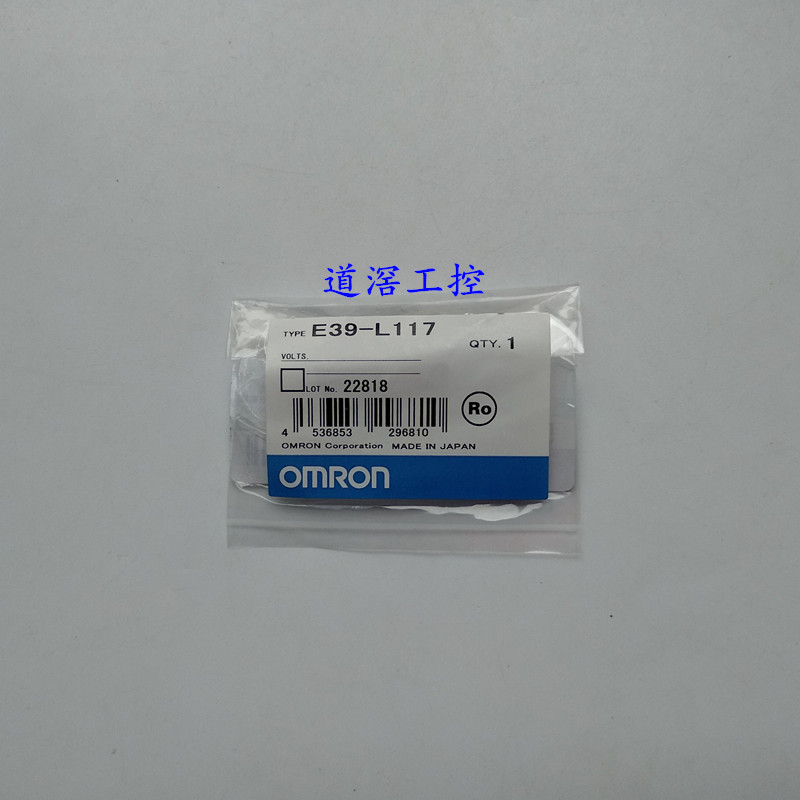 道滘工控
TYPE E39-L117
QTY. 1
VOLTS.
LOT No. 22818
Ro
4 536853 296810
OMRON Corporation MADE IN JAPAN
OMRON